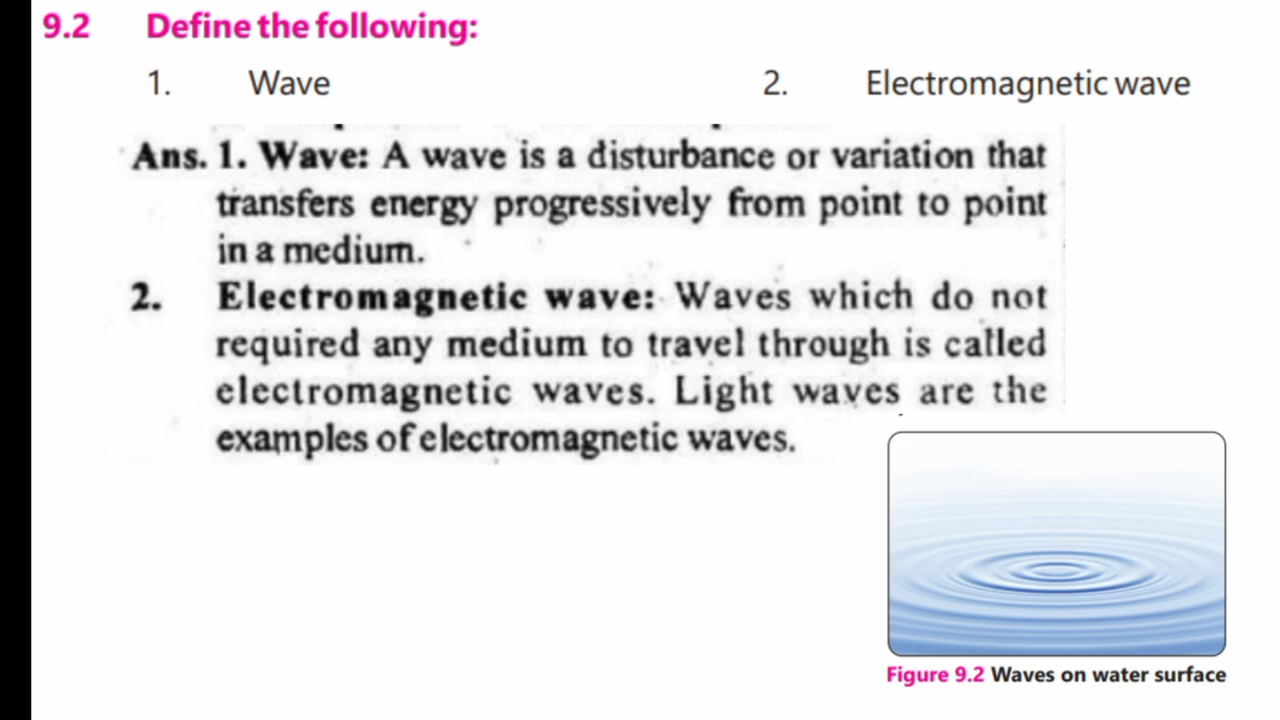 9.2 Define the following:
1. Wave 2. Electromagnetic wave
Ans. 1. Wave: A wave is a disturbance or variation that
transfers energy progressively from point to point
in a medium.
2. Electromagnetic wave: Waves which do not
required any medium to travel through is called
electromagnetic waves. Light waves are the
examples of electromagnetic waves.
Figure 9.2 Waves on water surface